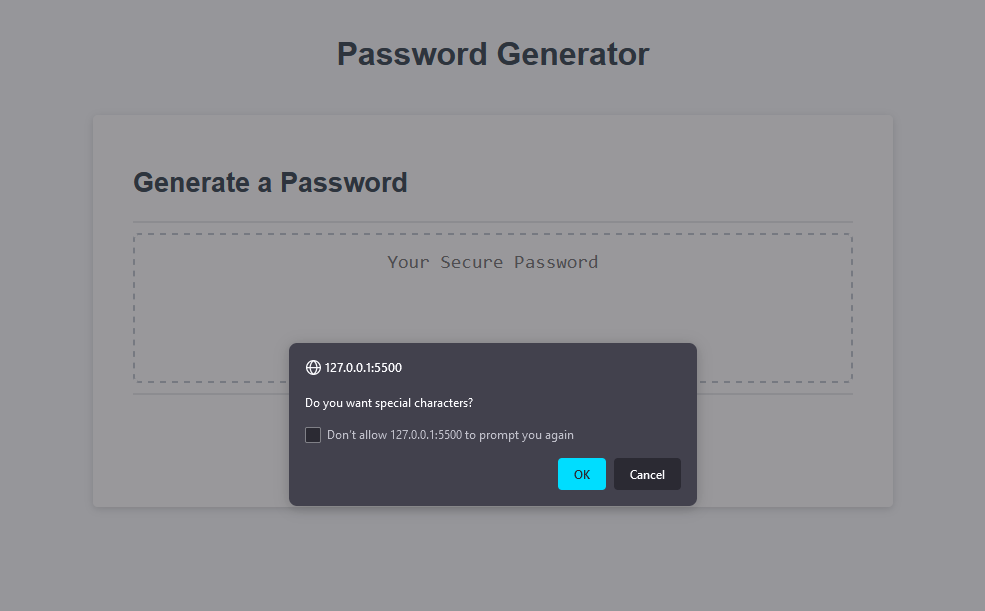 Password Generator
Generate a Password
Your Secure Password
127.0.0.1:5500
Do you want special characters?
Don't allow 127.0.0.1:5500 to prompt you again
OK Cancel